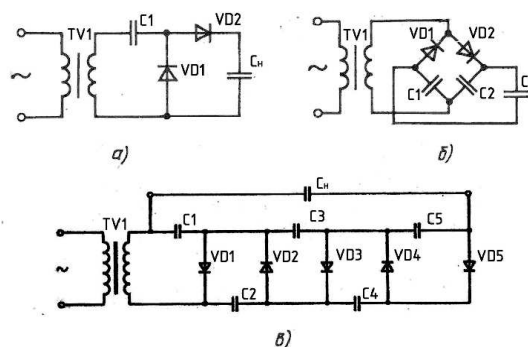 TV1 C1 VD2 Cн
VD1
~
а)
TV1 VD1 VD2
C1 C2 C
~
б)
Cн
TV1 C1 C3 C5
VD1 VD2 VD3 VD4 VD5
~
C2 C4
в)